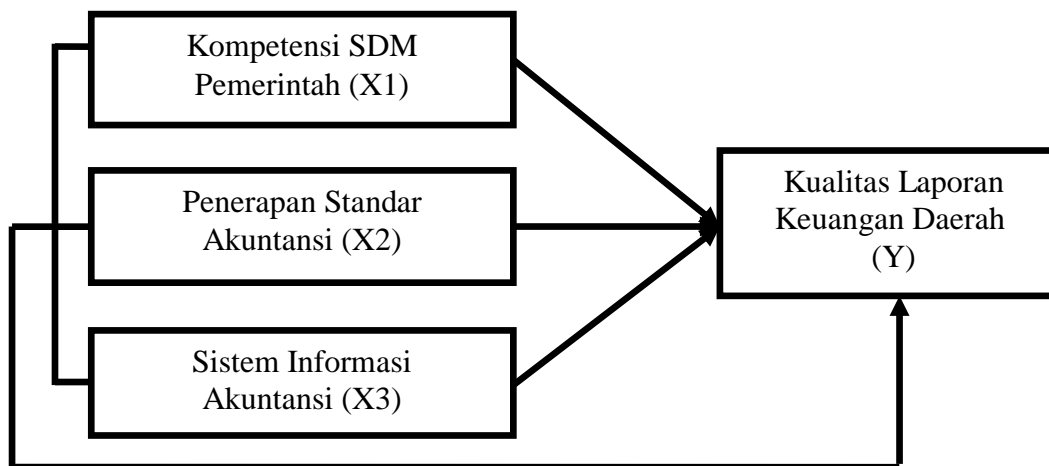 Kompetensi SDM
Pemerintah (X1)
Penerapan Standar
Akuntansi (X2)
Sistem Informasi
Akuntansi (X3)
Kualitas Laporan
Keuangan Daerah
(Y)